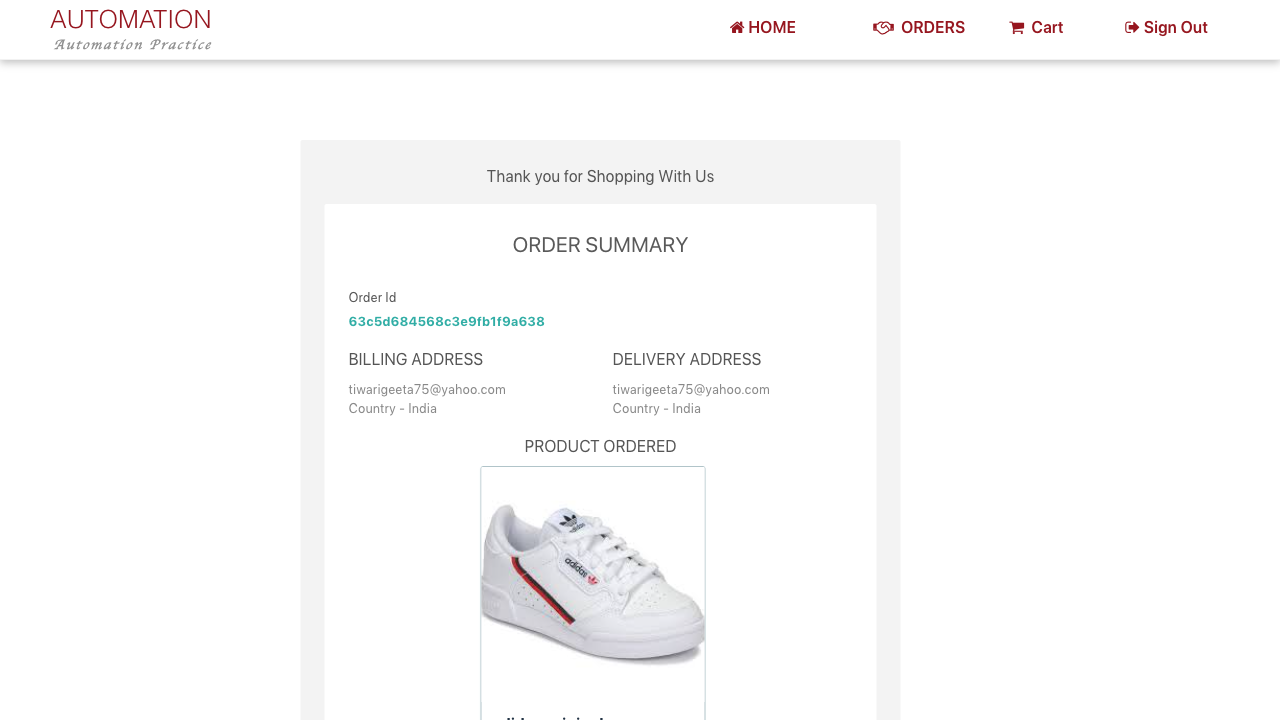 AUTOMATION
Automation Practice
HOME
ORDERS
Cart
Sign Out
Thank you for Shopping With Us
ORDER SUMMARY
Order Id
63c5d684568c3e9fb1f9a638
BILLING ADDRESS
DELIVERY ADDRESS
tiwarigeeta75@yahoo.com
tiwarigeeta75@yahoo.com
Country - India
Country - India
PRODUCT ORDERED
adidas
adidas